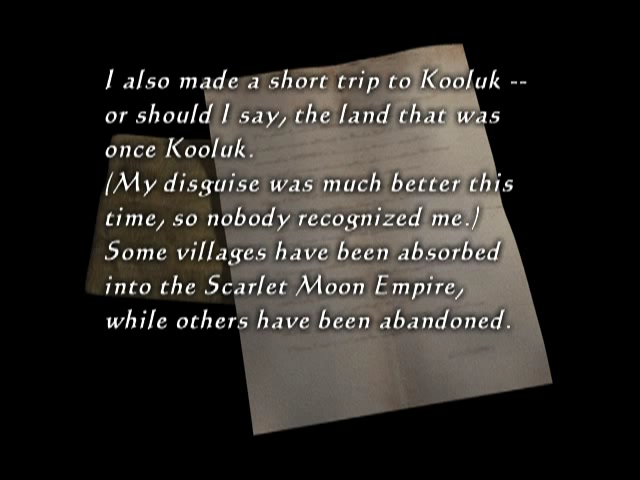 I also made a short trip to Kooluk --
or should I say, the land that was
once Kooluk.
(My disguise was much better this
time, so nobody recognized me.)
Some villages have been absorbed
into the Scarlet Moon Empire,
while others have been abandoned.